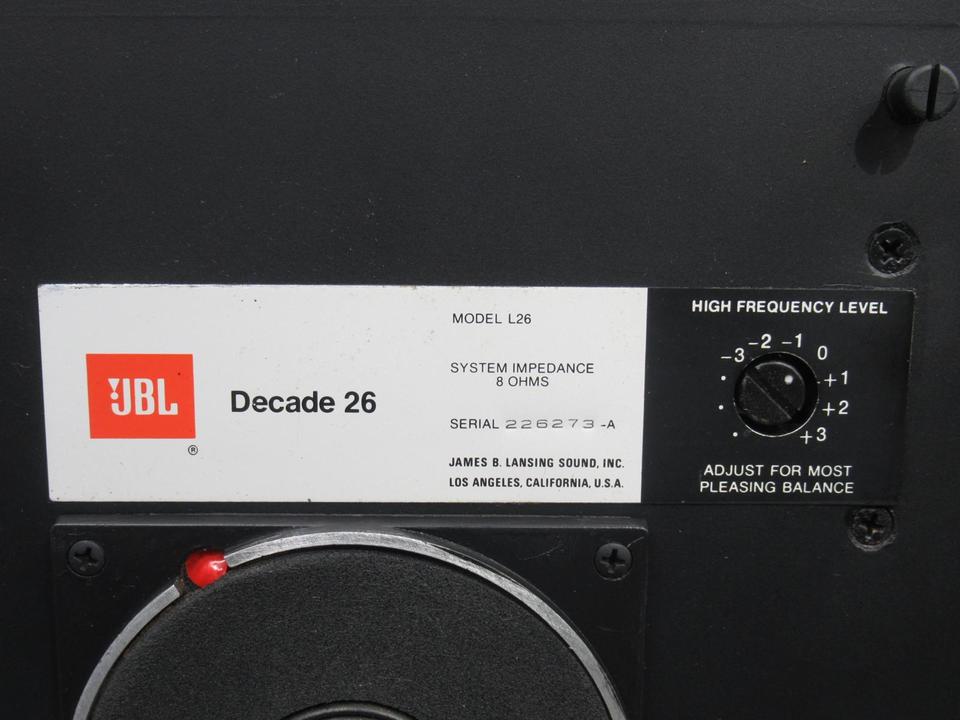 JBL
®
Decade 26
MODEL L26
SYSTEM IMPEDANCE
8 OHMS
SERIAL 226273 -A
JAMES B. LANSING SOUND, INC.
LOS ANGELES, CALIFORNIA, U.S.A.
HIGH FREQUENCY LEVEL
-3 -2 -1 0 +1 +2 +3
ADJUST FOR MOST
PLEASING BALANCE